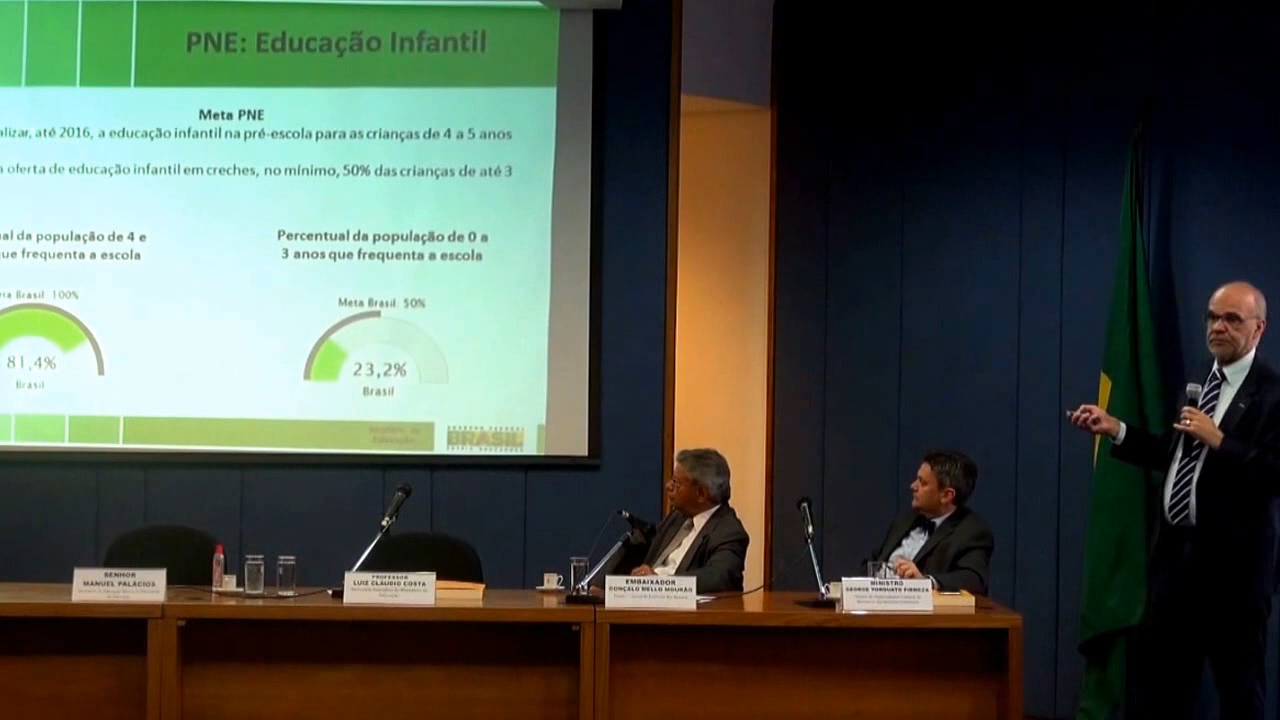 PNE: Educação Infantil
Meta PNE
alizar, até 2016, a educação infantil na pré-escola para as crianças de 4 a 5 anos
a oferta de educação infantil em creches, no mínimo, 50% das crianças de até 3
al da população de 4 e
ue frequenta a escola
Percentual da população de 0 a
3 anos que frequenta a escola
Brasil 100%
81,4%
Brasil
Meta Brasil 50%
23,2%
Brasil
Ministério da
Educação
BRASIL
SENHOR
MANUEL PALÁCIOS
PROFESSOR
LUIZ CLÁUDIO COSTA
EMBAIXADOR
GONÇALO MELLO MOURÃO
MINISTRO
GEORGE TORQUATO FIRMEZA